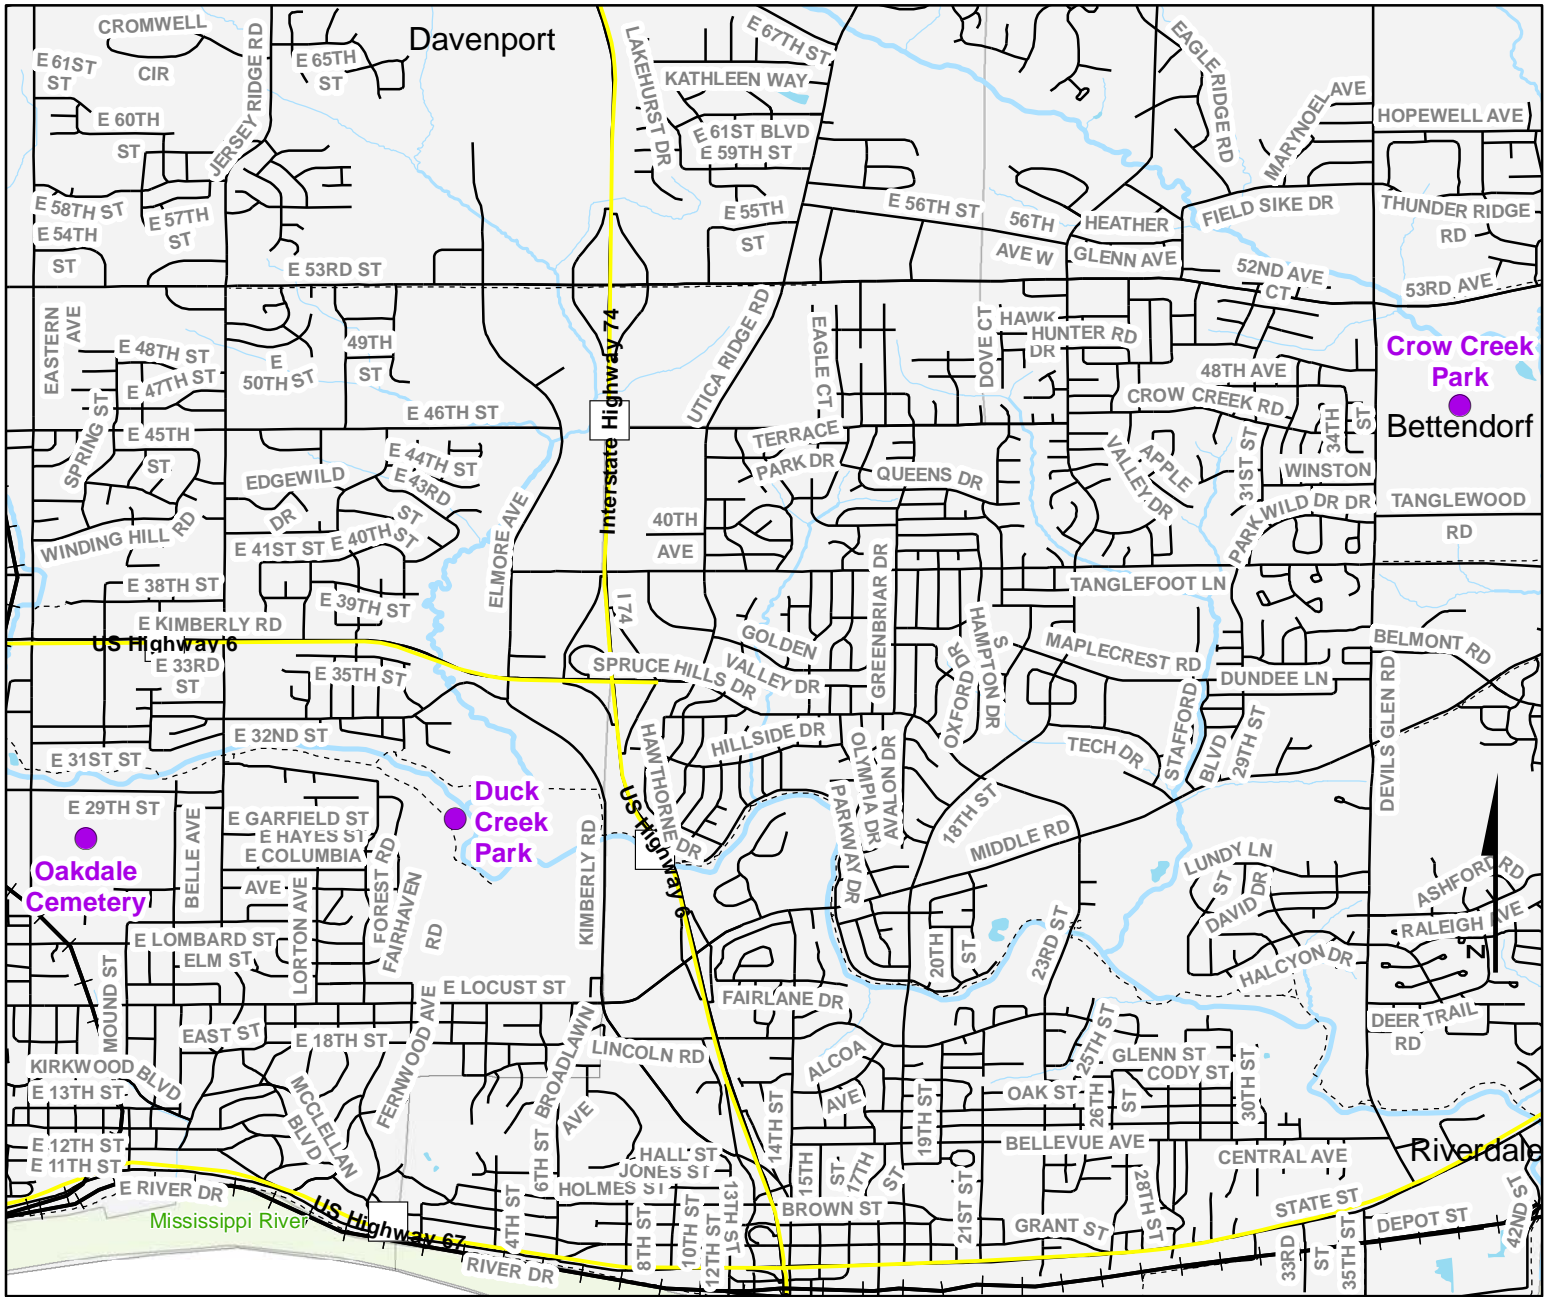 CROMWELL
CIR
Davenport
E 61ST
ST
E 65TH
ST
JERSEY RIDGE RD
LAKEHURST DR
E 67TH ST
KATHLEEN WAY
EAGLE RIDGE RD
MARYNOEL AVE
HOPEWELL AVE
E 60TH
ST
E 61ST BLVD
E 59TH ST
E 58TH ST
E 57TH
ST
E 54TH
ST
E 55TH
ST
E 56TH ST
56TH
AVE W
HEATHER
GLENN AVE
FIELD SIKE DR
THUNDER RIDGE
RD
E 53RD ST
52ND AVE
CT
53RD AVE
EASTERN
AVE
E 48TH ST
E 47TH ST
E
50TH ST
49TH
ST
Interstate Highway 74
UTICA RIDGE RD
EAGLE CT
DOVE CT
HAWK
DR
HUNTER RD
48TH AVE
CROW CREEK RD
34TH
ST
Crow Creek
Park
Bettendorf
SPRING ST
E 45TH
ST
E 46TH ST
E 44TH ST
E 43RD
ST
EDGEWILD
DR
TERRACE
PARK DR
QUEENS DR
APPLE
VALLEY DR
31ST ST
WINSTON
DR
PARK WILD DR
TANGLEWOOD
RD
WINDING HILL RD
E 41ST ST
E 40TH ST
ELMORE AVE
40TH
AVE
E 38TH ST
E 39TH ST
I 74
GREENBRIAR DR
TANGLEFOOT LN
E KIMBERLY RD
US Highway 6
E 33RD
ST
E 35TH ST
SPRUCE HILLS DR
GOLDEN
VALLEY DR
OXFORD DR
S
HAMPTON DR
MAPLECREST RD
DUNDEE LN
BELMONT RD
DEVILS GLEN RD
E 32ND ST
E 31ST ST
HAWTHORNE DR
HILLSIDE DR
OLYMPIA DR
AVALON DR
TECH DR
STAFFORD
BLVD
29TH ST
E 29TH ST
Oakdale
Cemetery
BELLE AVE
E GARFIELD ST
E HAYES ST
E COLUMBIA
AVE
FOREST RD
Duck
Creek
Park
KIMBERLY RD
US Highway 6
PARKWAY DR
18TH ST
MIDDLE RD
LUNDY LN
ST
DAVID DR
ASHFORD RD
RALEIGH AVE
N
LORTON AVE
FAIRHAVEN
RD
E LOMBARD ST
ELM ST
20TH
ST
23RD ST
HALCYON DR
MOUND ST
E LOCUST ST
FAIRLANE DR
DEER TRAIL
RD
EAST ST
E 18TH ST
FERNWOOD AVE
BROADLAWN
AVE
LINCOLN RD
ALCOA
AVE
25TH ST
GLENN ST
CODY ST
30TH ST
KIRKWOOD BLVD
E 13TH ST
MCCLELLAN
BLVD
14TH ST
19TH ST
OAK ST
26TH
ST
E 12TH ST
E 11TH ST
6TH ST
HALL ST
JONES ST
HOLMES ST
15TH
ST
17TH
ST
BELLEVUE AVE
CENTRAL AVE
Riverdale
E RIVER DR
Mississippi River
US Highway 67
4TH ST
RIVER DR
8TH ST
10TH ST
12TH ST
13TH ST
BROWN ST
21ST ST
GRANT ST
28TH ST
STATE ST
33RD
ST
35TH ST
DEPOT ST
42ND ST